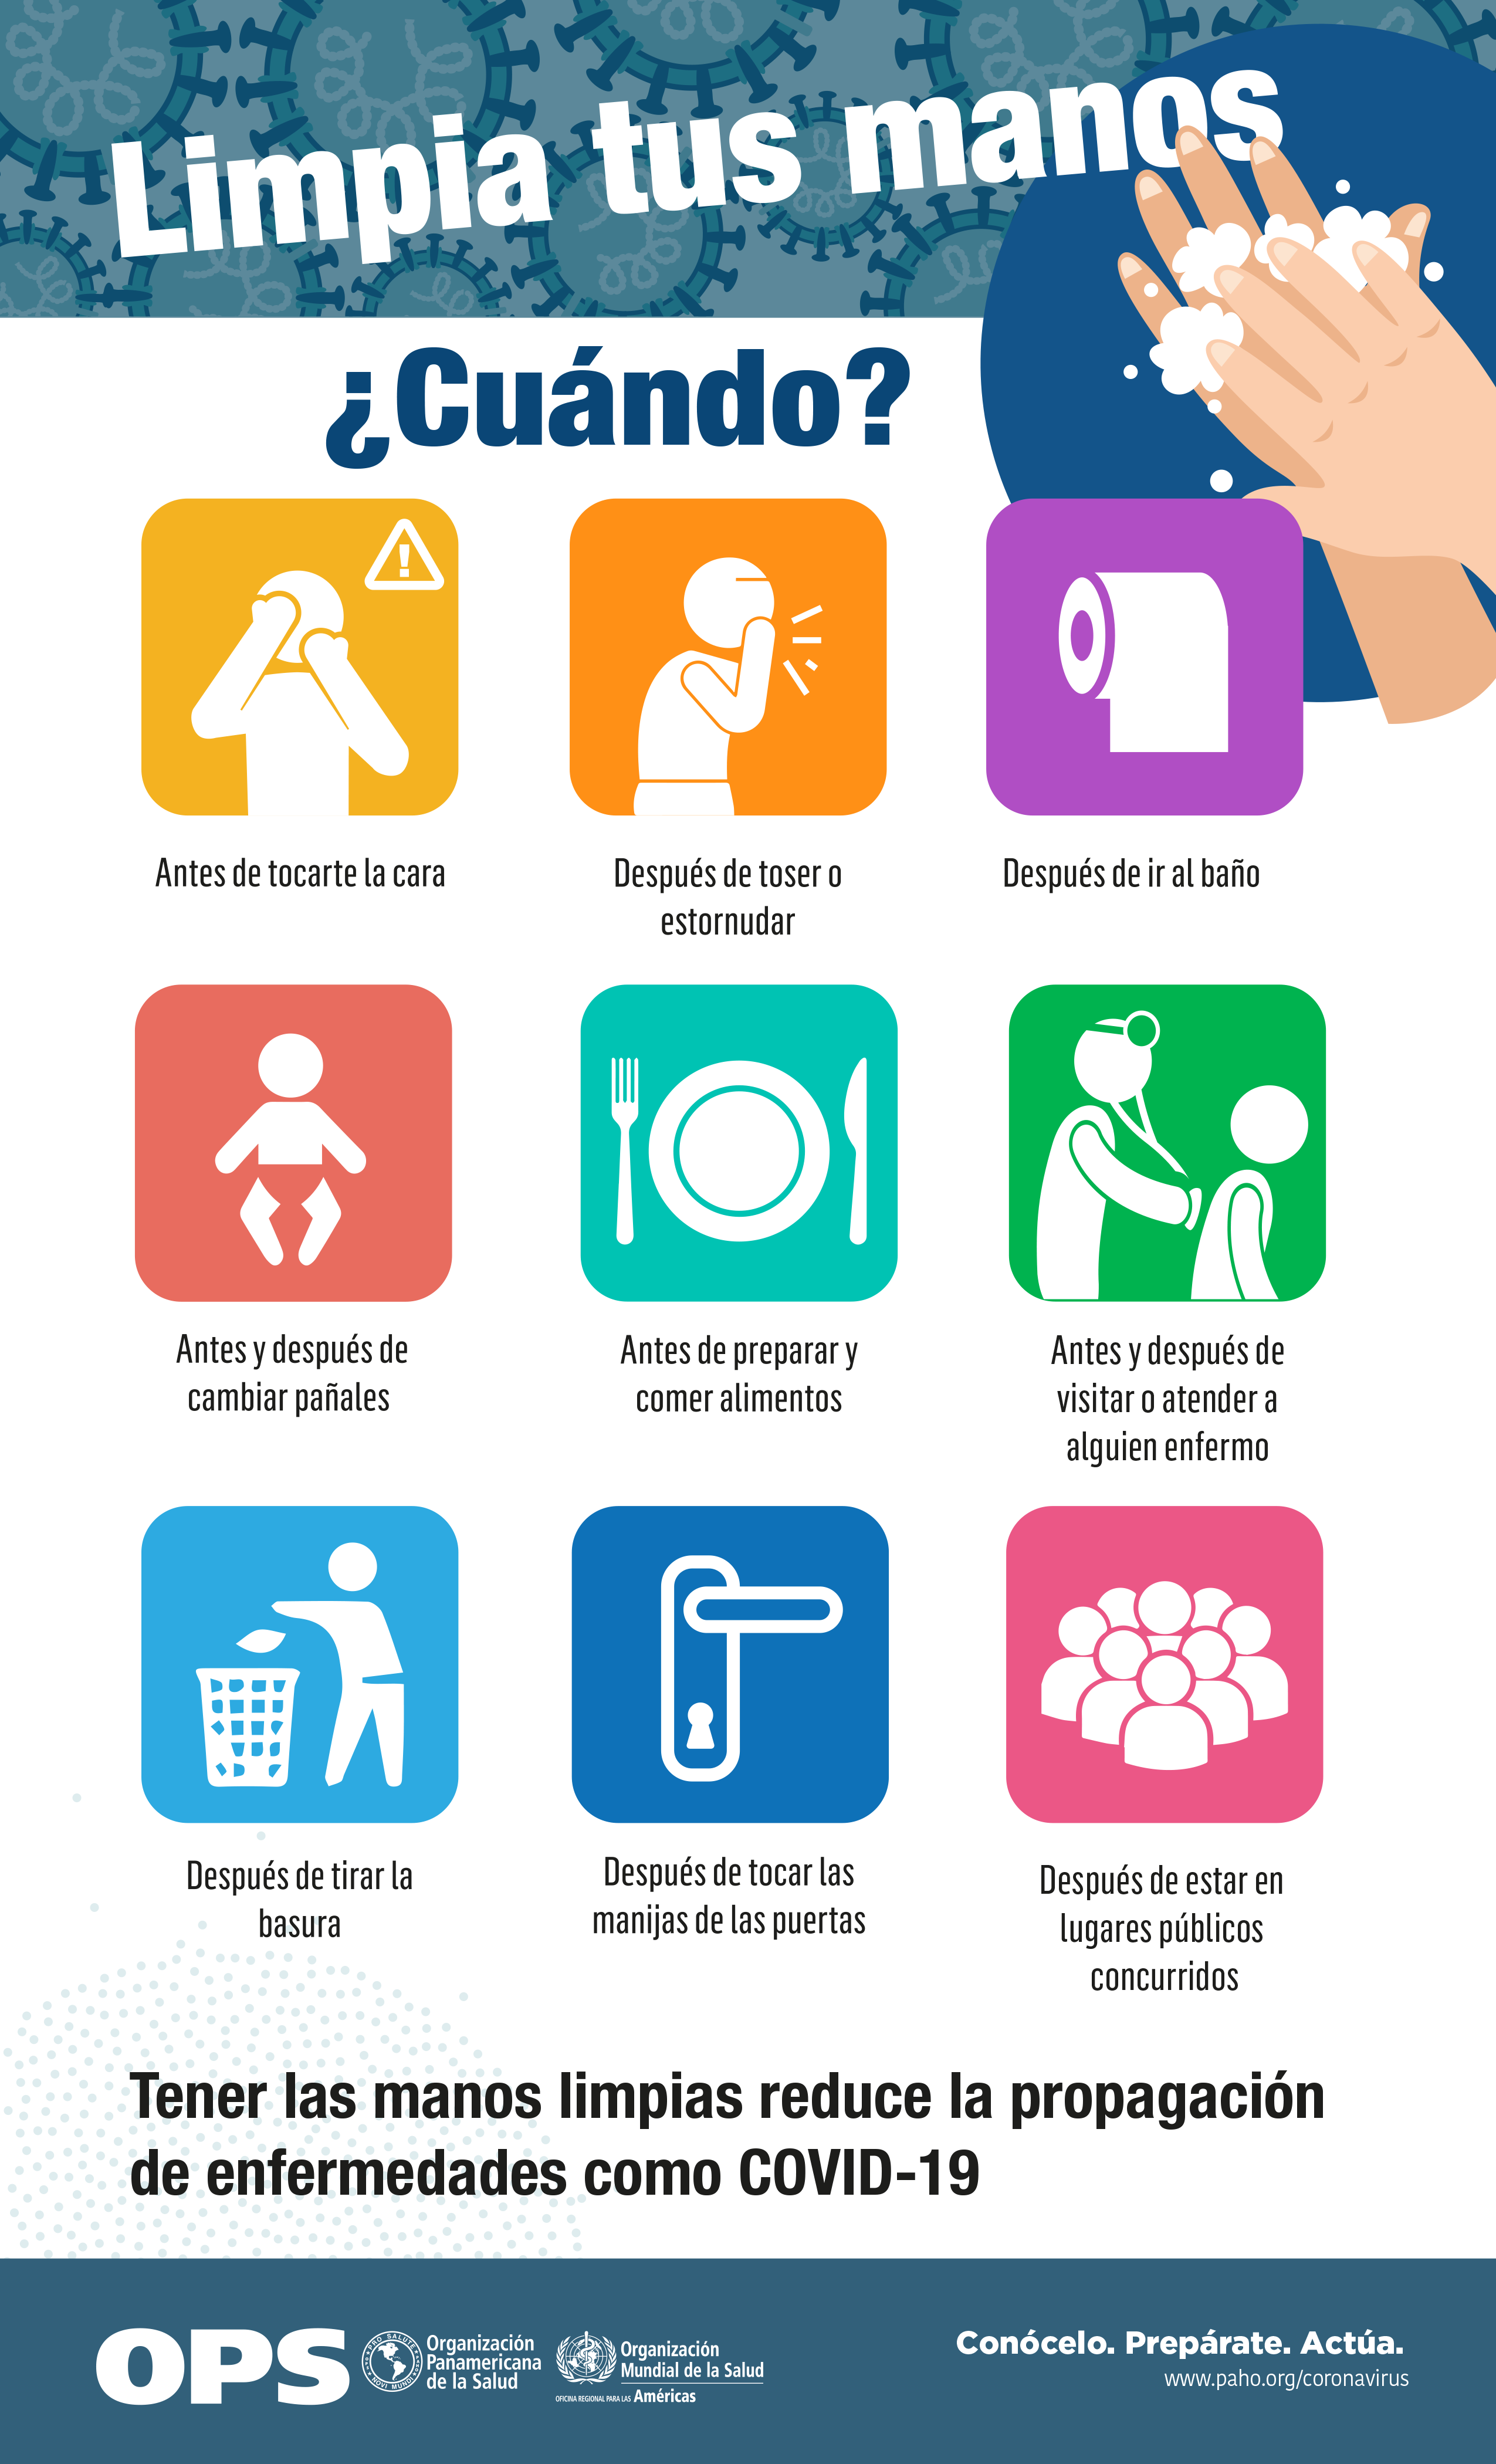 Limpia tus manos
¿Cuándo?
Antes de tocarte la cara
Después de toser o
estornudar
Después de ir al baño
Antes y después de
cambiar pañales
Antes de preparar y
comer alimentos
Antes y después de
visitar o atender a
alguien enfermo
Después de tirar la
basura
Después de tocar las
manijas de las puertas
Después de estar en
lugares públicos
concurridos
Tener las manos limpias reduce la propagación
de enfermedades como COVID-19
OPS
PRO SALUTE
NOVI MUNDI
Organización
Panamericana
de la Salud
Organización
Mundial de la Salud
OFICINA REGIONAL PARA LAS Américas
Conócelo. Prepárate. Actúa.
www.paho.org/coronavirus